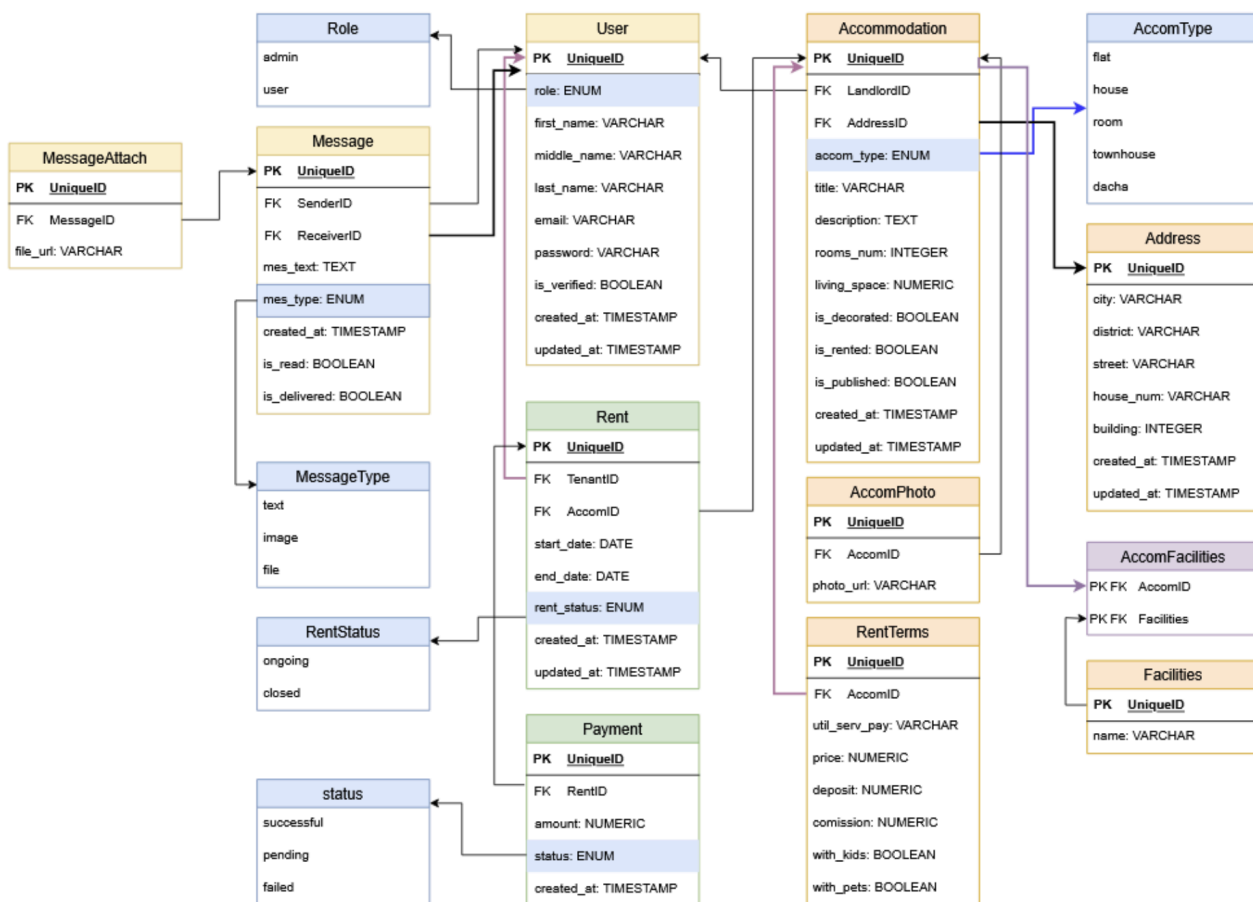 Role
admin
user
MessageAttach
PK UniqueID
FK MessageID
file_url: VARCHAR
Message
PK UniqueID
FK SenderID
FK ReceiverID
mes_text: TEXT
mes_type: ENUM
created_at: TIMESTAMP
is_read: BOOLEAN
is_delivered: BOOLEAN
MessageType
text
image
file
RentStatus
ongoing
closed
status
successful
pending
failed
User
PK UniqueID
role: ENUM
first_name: VARCHAR
middle_name: VARCHAR
last_name: VARCHAR
email: VARCHAR
password: VARCHAR
is_verified: BOOLEAN
created_at: TIMESTAMP
updated_at: TIMESTAMP
Rent
PK UniqueID
FK TenantID
FK AccomID
start_date: DATE
end_date: DATE
rent_status: ENUM
created_at: TIMESTAMP
updated_at: TIMESTAMP
Payment
PK UniqueID
FK RentID
amount: NUMERIC
status: ENUM
created_at: TIMESTAMP
Accommodation
PK UniqueID
FK LandlordID
FK AddressID
accom_type: ENUM
title: VARCHAR
description: TEXT
rooms_num: INTEGER
living_space: NUMERIC
is_decorated: BOOLEAN
is_rented: BOOLEAN
is_published: BOOLEAN
created_at: TIMESTAMP
updated_at: TIMESTAMP
AccomPhoto
PK UniqueID
FK AccomID
photo_url: VARCHAR
RentTerms
PK UniqueID
FK AccomID
util_serv_pay: VARCHAR
price: NUMERIC
deposit: NUMERIC
comission: NUMERIC
with_kids: BOOLEAN
with_pets: BOOLEAN
AccomType
flat
house
room
townhouse
dacha
Address
PK UniqueID
city: VARCHAR
district: VARCHAR
street: VARCHAR
house_num: VARCHAR
building: INTEGER
created_at: TIMESTAMP
updated_at: TIMESTAMP
AccomFacilities
PK FK AccomID
PK FK Facilities
Facilities
PK UniqueID
name: VARCHAR